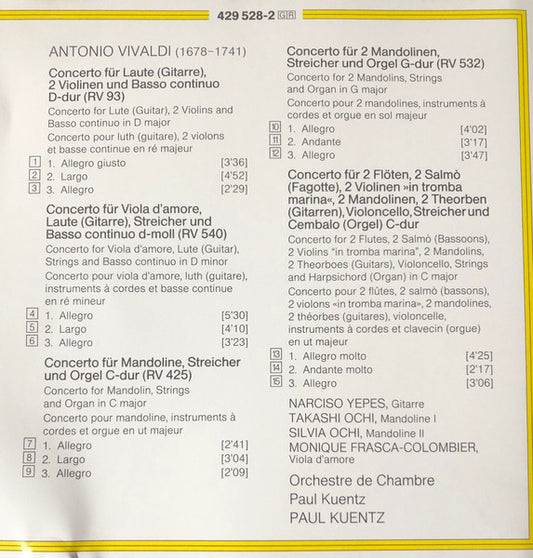 429 528-2 GR
ANTONIO VIVALDI (1678–1741)
Concerto für Laute (Gitarre),
2 Violinen und Basso continuo
D-dur (RV 93)
Concerto for Lute (Guitar), 2 Violins and
Basso continuo in D major
Concerto pour luth (guitare), 2 violons
et basse continue en ré majeur
1 1. Allegro giusto [3'36]
2 2. Largo [4'52]
3 3. Allegro [2'29]
Concerto für Viola d'amore,
Laute (Gitarre), Streicher und
Basso continuo d-moll (RV 540)
Concerto for Viola d'amore, Lute (Guitar),
Strings and Basso continuo in D minor
Concerto pour viola d'amore, luth (guitare),
instruments à cordes et basse continue
en ré mineur
4 1. Allegro [5'30]
5 2. Largo [4'10]
6 3. Allegro [3'23]
Concerto für Mandoline, Streicher
und Orgel C-dur (RV 425)
Concerto for Mandolin, Strings
and Organ in C major
Concerto pour mandoline, instruments à
cordes et orgue en ut majeur
7 1. Allegro [2'41]
8 2. Largo [3'04]
9 3. Allegro [2'09]
Concerto für 2 Mandolinen,
Streicher und Orgel G-dur (RV 532)
Concerto for 2 Mandolins, Strings
and Organ in G major
Concerto pour 2 mandolines, instruments à
cordes et orgue en sol majeur
10 1. Allegro [4'02]
11 2. Andante [3'17]
12 3. Allegro [3'47]
Concerto für 2 Flöten, 2 Salmò
(Fagotte), 2 Violinen »in tromba
marina«, 2 Mandolinen, 2 Theorben
(Gitarren), Violoncello, Streicher und
Cembalo (Orgel) C-dur
Concerto for 2 Flutes, 2 Salmò (Bassoons),
2 Violins "in tromba marina", 2 Mandolins,
2 Theorboes (Guitars), Violoncello, Strings
and Harpsichord (Organ) in C major
Concerto pour 2 flûtes, 2 salmò (bassons),
2 violons «in tromba marina», 2 mandolines,
2 théorbes (guitares), violoncelle,
instruments à cordes et clavecin (orgue)
en ut majeur
13 1. Allegro molto [4'25]
14 2. Andante molto [2'17]
15 3. Allegro [3'06]
NARCISO YEPES, Gitarre
TAKASHI OCHI, Mandoline I
SILVIA OCHI, Mandoline II
MONIQUE FRASCA-COLOMBIER,
Viola d'amore
Orchestre de Chambre
Paul Kuentz
PAUL KUENTZ